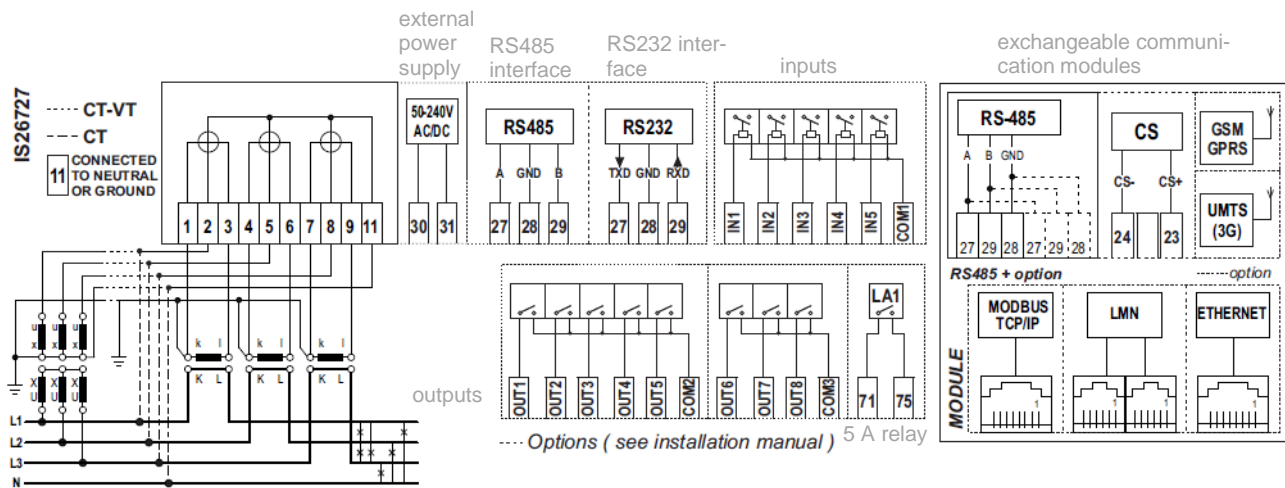 external
power
supply
RS485
interface
RS232 inter-
face
inputs
exchangeable communi-
cation modules
IS26727
CT-VT
CT
11 CONNECTED
TO NEUTRAL
OR GROUND
50-240V
AC/DC
RS485
RS232
A GND B
TXD GND RXD
1 2 3 4 5 6 7 8 9 11
30 31
27 28 29
27 28 29
IN1 IN2 IN3 IN4 IN5 COM1
RS-485
A B GND
27 29 28 27 29 28
CS
CS- CS+
24 23
GSM
GPRS
UMTS
(3G)
RS485 + option
option
MODBUS
TCP/IP
LMN
ETHERNET
1 1 1 1
MODULE
u u u
x x x
X X X
U U U
k l k l k l
K L K L K L
L1
L2
L3
N
outputs
OUT1 OUT2 OUT3 OUT4 OUT5 COM2
OUT6 OUT7 OUT8 COM3
LA1
71 75
5 A relay
Options ( see installation manual )